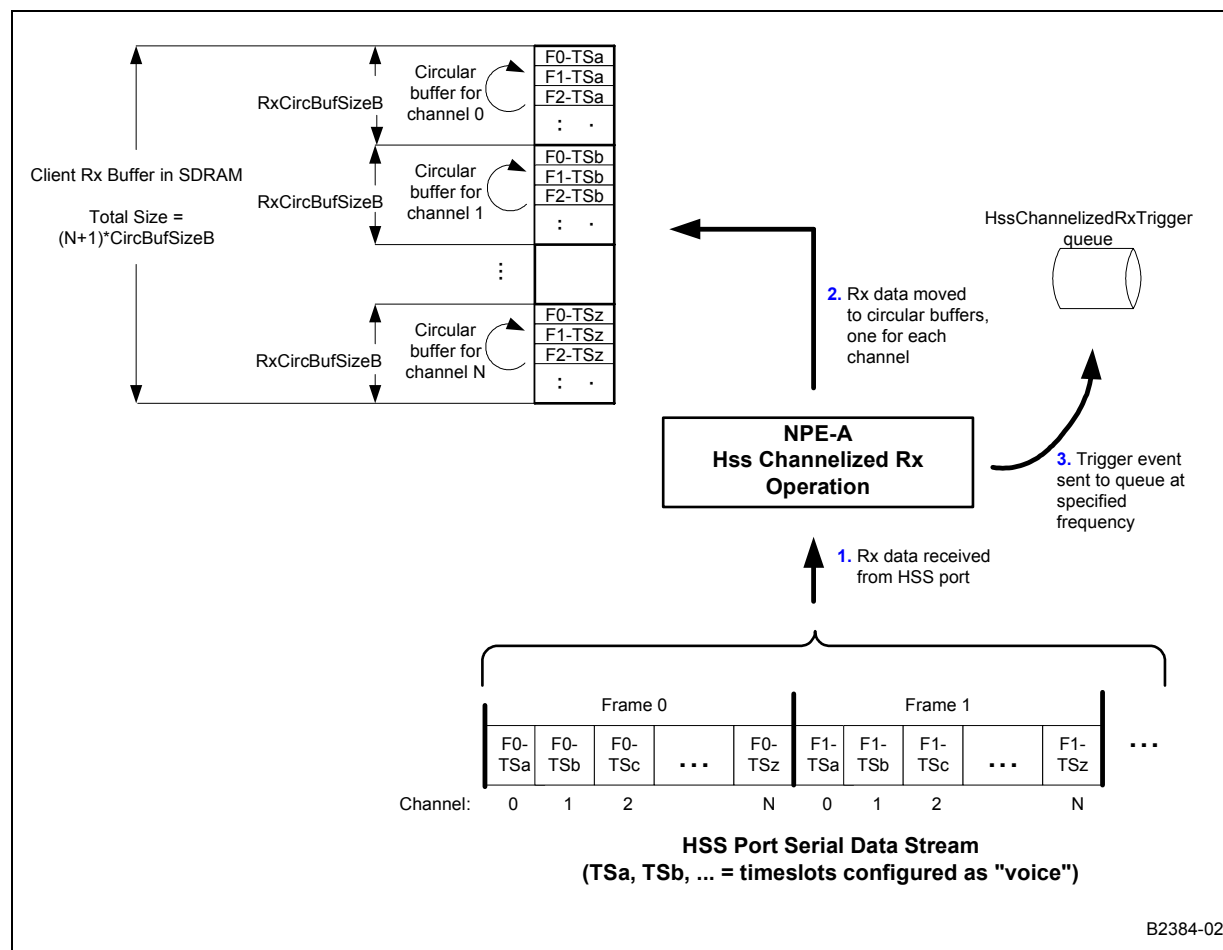 F0-TSa
F1-TSa
F2-TSa
: .
Circular
buffer for
channel 0
RxCircBufSizeB
F0-TSb
F1-TSb
F2-TSb
: .
Circular
buffer for
channel 1
RxCircBufSizeB
Client Rx Buffer in SDRAM
Total Size =
(N+1)*CircBufSizeB
⋮
F0-TSz
F1-TSz
F2-TSz
: .
Circular
buffer for
channel N
RxCircBufSizeB
HssChannelizedRxTrigger
queue
2. Rx data moved
to circular buffers,
one for each
channel
NPE-A
Hss Channelized Rx
Operation
3. Trigger event
sent to queue at
specified
frequency
1. Rx data received
from HSS port
Frame 0 Frame 1
F0- F0- F0- F0- F1- F1- F1- F1-
TSa TSb TSc ... TSz TSa TSb TSc ... TSz ...
Channel: 0 1 2 N 0 1 2 N
HSS Port Serial Data Stream
(TSa, TSb, ... = timeslots configured as "voice")
B2384-02